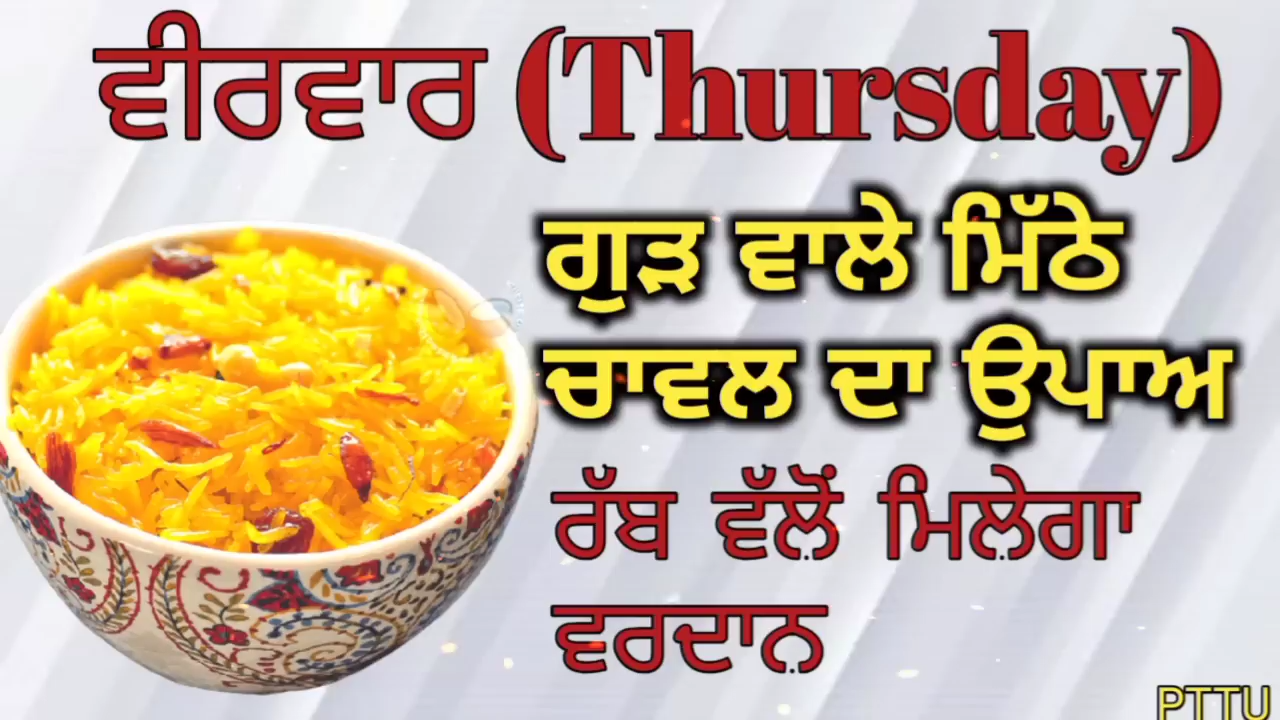 ਵੀਰਵਾਰ (Thursday)
ਗੁੜ ਵਾਲੇ ਮਿੱਠੇ
ਚਾਵਲ ਦਾ ਉਪਾਅ
ਰੱਬ ਵੱਲੋਂ ਮਿਲੇਗਾ
ਵਰਦਾਨ
PTTU